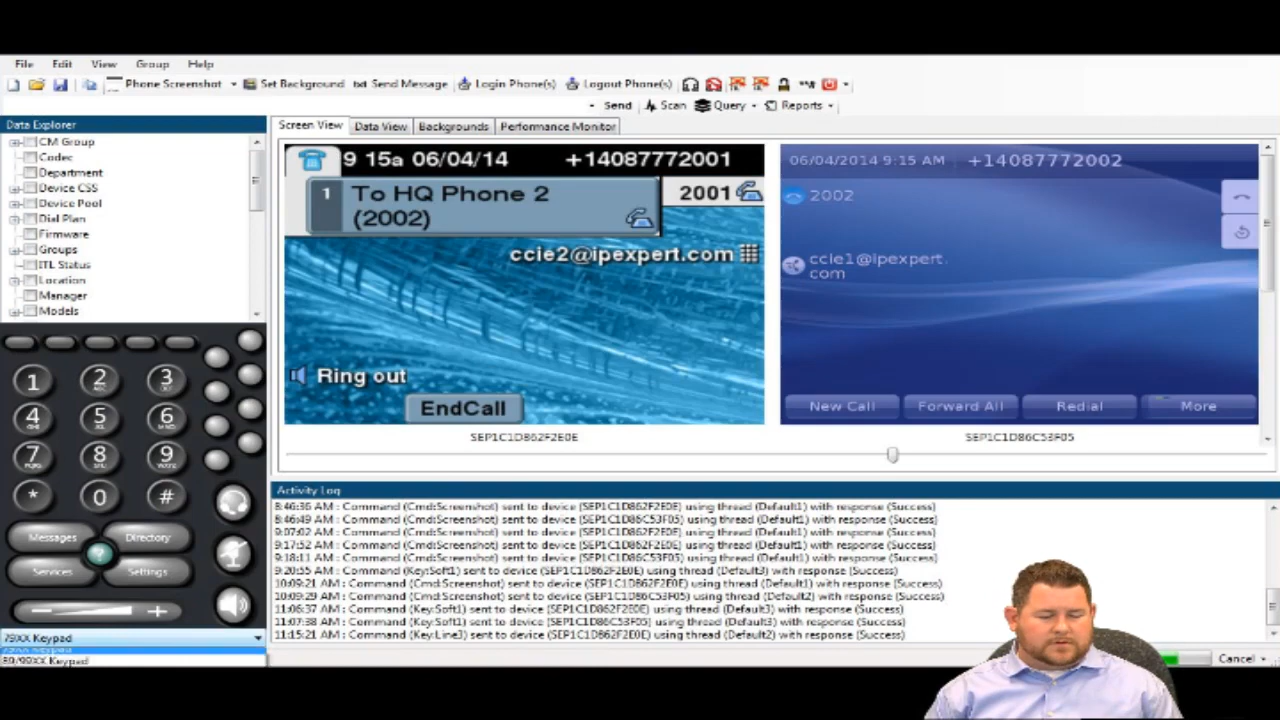 File Edit View Group Help
Phone Screenshot Set Background Send Message Login Phone(s) Logout Phone(s)
Send Scan Query Reports
Data Explorer
CM Group
Codec
Department
Device CSS
Device Pool
Dial Plan
Firmware
Groups
ITL Status
Location
Manager
Models
Screen View Data View Backgrounds Performance Monitor
9 15a 06/04/14 +14087772001
1 To HQ Phone 2 2001
(2002)
ccie2@ipexpert.com
Ring out
EndCall
SEP1C1D862F2E0E
06/04/2014 9:15 AM +14087772002
2002
ccie1@ipexpert.
com
New Call Forward All Redial More
SEP1C1D86C53F05
1 2 3
4 5 6
7 8 9
* 0 #
Messages Directory
?
Services Settings
− +
79XX Keypad
79XX Keypad
89/99XX Keypad
Activity Log
8:46:36 AM : Command (Cmd:Screenshot) sent to device (SEP1C1D862F2E0E) using thread (Default1) with response (Success)
8:46:49 AM : Command (Cmd:Screenshot) sent to device (SEP1C1D86C53F05) using thread (Default1) with response (Success)
9:07:02 AM : Command (Cmd:Screenshot) sent to device (SEP1C1D862F2E0E) using thread (Default1) with response (Success)
9:17:52 AM : Command (Cmd:Screenshot) sent to device (SEP1C1D862F2E0E) using thread (Default1) with response (Success)
9:18:11 AM : Command (Cmd:Screenshot) sent to device (SEP1C1D86C53F05) using thread (Default1) with response (Success)
9:20:55 AM : Command (Key:Soft1) sent to device (SEP1C1D862F2E0E) using thread (Default3) with response (Success)
10:09:21 AM : Command (Cmd:Screenshot) sent to device (SEP1C1D862F2E0E) using thread (Default1) with response (Success)
10:09:29 AM : Command (Cmd:Screenshot) sent to device (SEP1C1D86C53F05) using thread (Default2) with response (Success)
11:06:37 AM : Command (Key:Soft1) sent to device (SEP1C1D862F2E0E) using thread (Default3) with response (Success)
11:07:38 AM : Command (Key:Soft1) sent to device (SEP1C1D86C53F05) using thread (Default3) with response (Success)
11:15:21 AM : Command (Key:Line3) sent to device (SEP1C1D862F2E0E) using thread (Default2) with response (Success)
Cancel